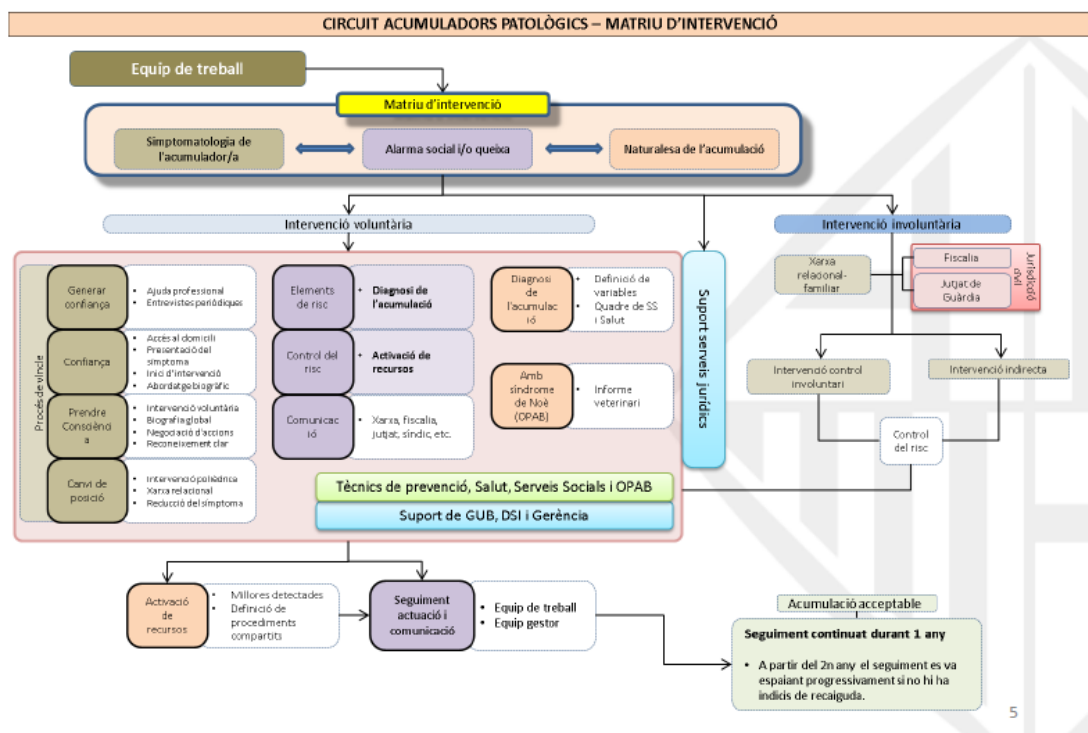 CIRCUIT ACUMULADORS PATOLÒGICS – MATRIU D'INTERVENCIÓ
Equip de treball
Matriu d'intervenció
Simptomatologia de
l'acumulador/a
Alarma social i/o queixa
Naturalesa de l'acumulació
Intervenció voluntària
Intervenció involuntària
Procés de vincle
Generar
confiança
• Ajuda professional
• Entrevistes periòdiques
Confiança
• Accés al domicili
• Presentació del
símptoma
• Inici d'intervenció
• Abordatge biogràfic
Prendre
Consciènci
a
• Intervenció voluntària
• Biografia global
• Negociació d'accions
• Reconeixement clar
Canvi de
posició
• Intervenció polièdrica
• Xarxa relacional
• Reducció del símptoma
Elements
de risc
• Diagnosi de
l'acumulació
Control del
risc
• Activació de
recursos
Comunicac
ió
• Xarxa, fiscalia,
jutjat, síndic, etc.
Diagnosi
de
l'acumulac
ió
• Definició de
variables
• Quadre de SS
i Salut
Amb
síndrome
de Noè
(OPAB)
• Informe
veterinari
Tècnics de prevenció, Salut, Serveis Socials i OPAB
Suport de GUB, DSI i Gerència
Suport serveis jurídics
Xarxa
relacional-
familiar
Fiscalia
Jutjat de
Guàrdia
Jurisdicció
civil
Intervenció control
involuntari
Intervenció indirecta
Control
del risc
Activació
de
recursos
• Millores detectades
• Definició de
procediments
compartits
Seguiment
actuació i
comunicació
• Equip de treball
• Equip gestor
Acumulació acceptable
Seguiment continuat durant 1 any
• A partir del 2n any el seguiment es va
espaiant progressivament si no hi ha
indicis de recaiguda.
5